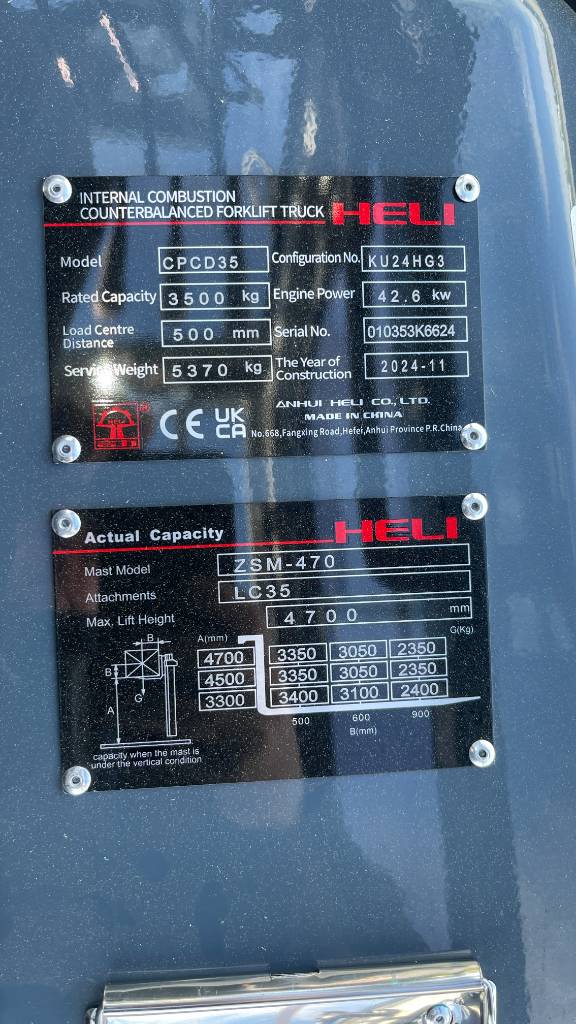 INTERNAL COMBUSTION
COUNTERBALANCED FORKLIFT TRUCK HELI
Model CPCD35 Configuration No. KU24HG3
Rated Capacity 3500 kg Engine Power 42.6 kw
Load Centre Distance 500 mm Serial No. 010353K6624
Service Weight 5370 kg The Year of Construction 2024-11
CE UKCA
ANHUI HELI CO., LTD.
MADE IN CHINA
No.668,Fangxing Road,Hefei,Anhui Province P.R.China
Actual Capacity HELI
Mast Model ZSM-470
Attachments LC35
Max, Lift Height 4700 mm
A(mm) G(Kg)
4700 3350 3050 2350
4500 3350 3050 2350
3300 3400 3100 2400
500 600 900
B(mm)
B
B
G
A
capacity when the mast is
under the vertical condition